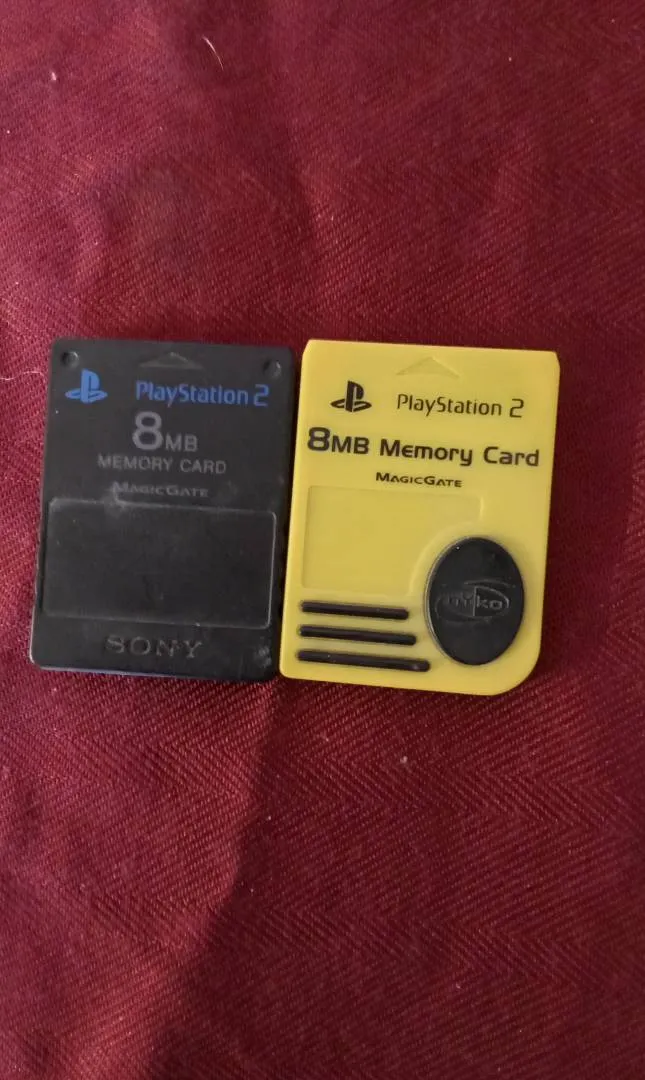 PlayStation 2
8MB
MEMORY CARD
MAGICGATE
SONY
PlayStation 2
8MB Memory Card
MAGICGATE
nyko